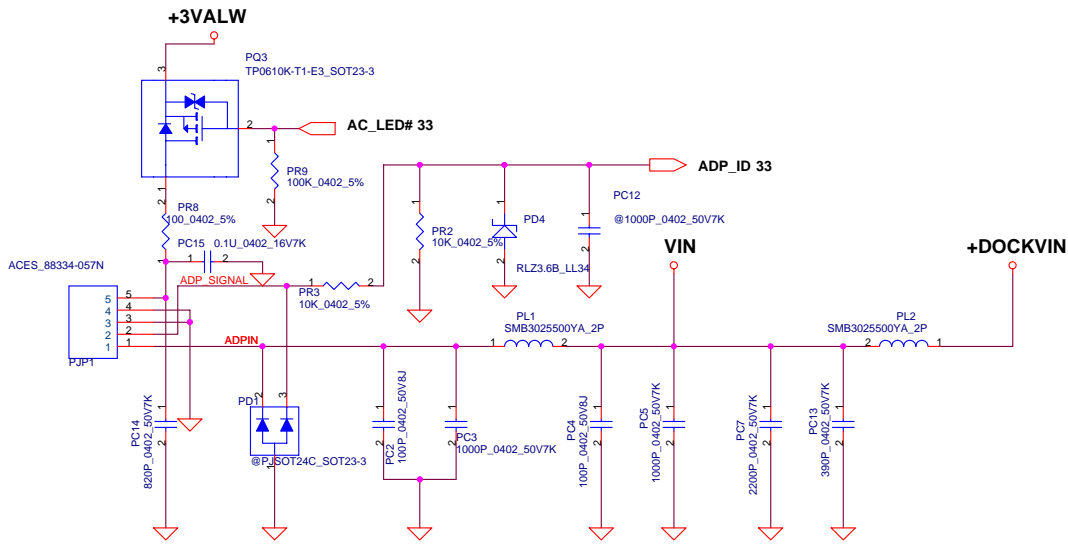 +3VALW
PQ3
TP0610K-T1-E3_SOT23-3
3
2
1
AC_LED# 33
1
2
PR9
100K_0402_5%
ADP_ID 33
2
1
PR8
100_0402_5%
PC15 0.1U_0402_16V7K
1 2
ADP_SIGNAL
1
2
PR2
10K_0402_5%
1
2
PD4
RLZ3.6B_LL34
1
2
PC12
@1000P_0402_50V7K
VIN
+DOCKVIN
ACES_88334-057N
5
4
3
2
1
5
4
3
2
1
PJP1
1 2
PR3
10K_0402_5%
ADPIN
PL1
SMB3025500YA_2P
1 2
PL2
SMB3025500YA_2P
2 1
PC14
820P_0402_50V7K
1
2
PD1
2
3
1
@PJSOT24C_SOT23-3
PC2
100P_0402_50V8J
1
2
PC3
1000P_0402_50V7K
1
2
PC4
100P_0402_50V8J
1
2
PC5
1000P_0402_50V7K
1
2
PC7
2200P_0402_50V7K
1
2
PC13
390P_0402_50V7K
1
2